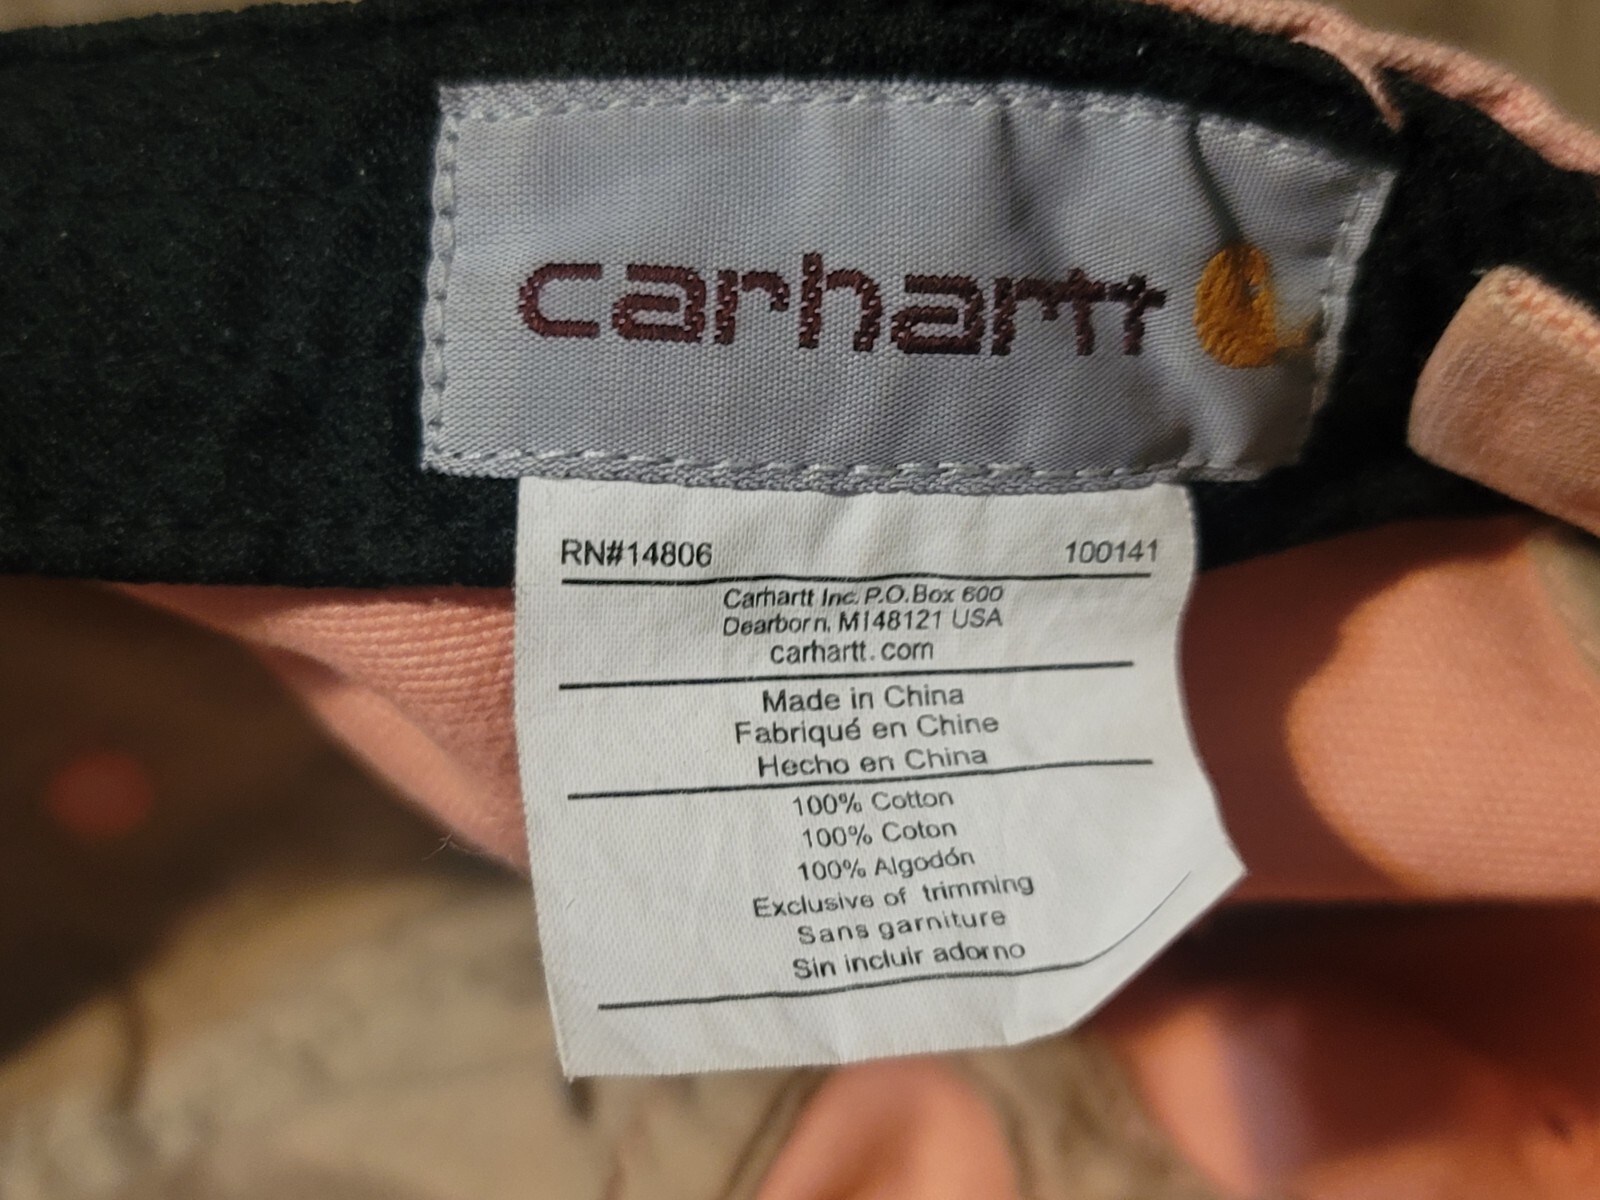 carhartt
RN#14806 100141
Carhartt Inc. P.O.Box 600
Dearborn, MI48121 USA
carhartt.com
Made in China
Fabriqué en Chine
Hecho en China
100% Cotton
100% Coton
100% Algodón
Exclusive of trimming
Sans garniture
Sin incluir adorno